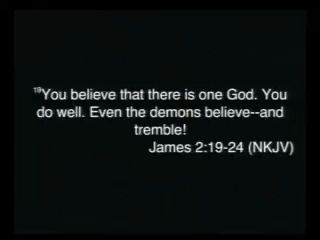 19You believe that there is one God. You
do well. Even the demons believe--and
tremble!
James 2:19-24 (NKJV)